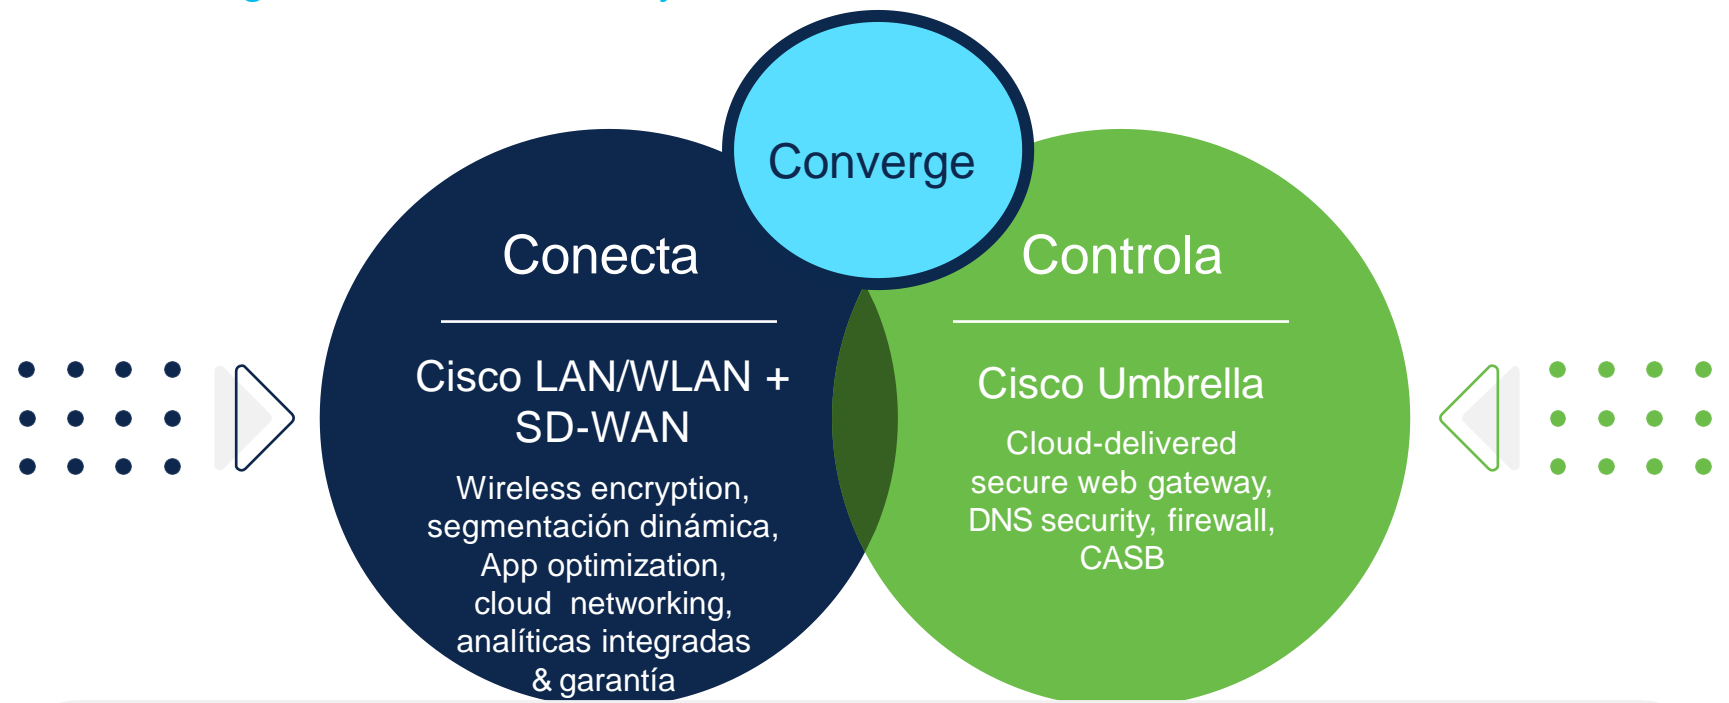 Converge
Conecta
Cisco LAN/WLAN +
SD-WAN
Wireless encryption,
segmentación dinámica,
App optimization,
cloud networking,
analíticas integradas
& garantía
Controla
Cisco Umbrella
Cloud-delivered
secure web gateway,
DNS security, firewall,
CASB